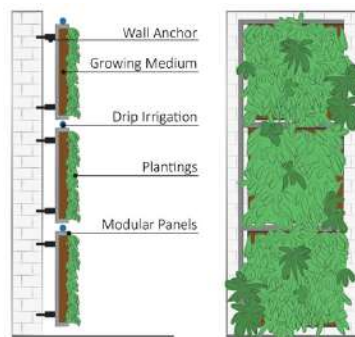 Wall Anchor
Growing Medium
Drip Irrigation
Plantings
Modular Panels